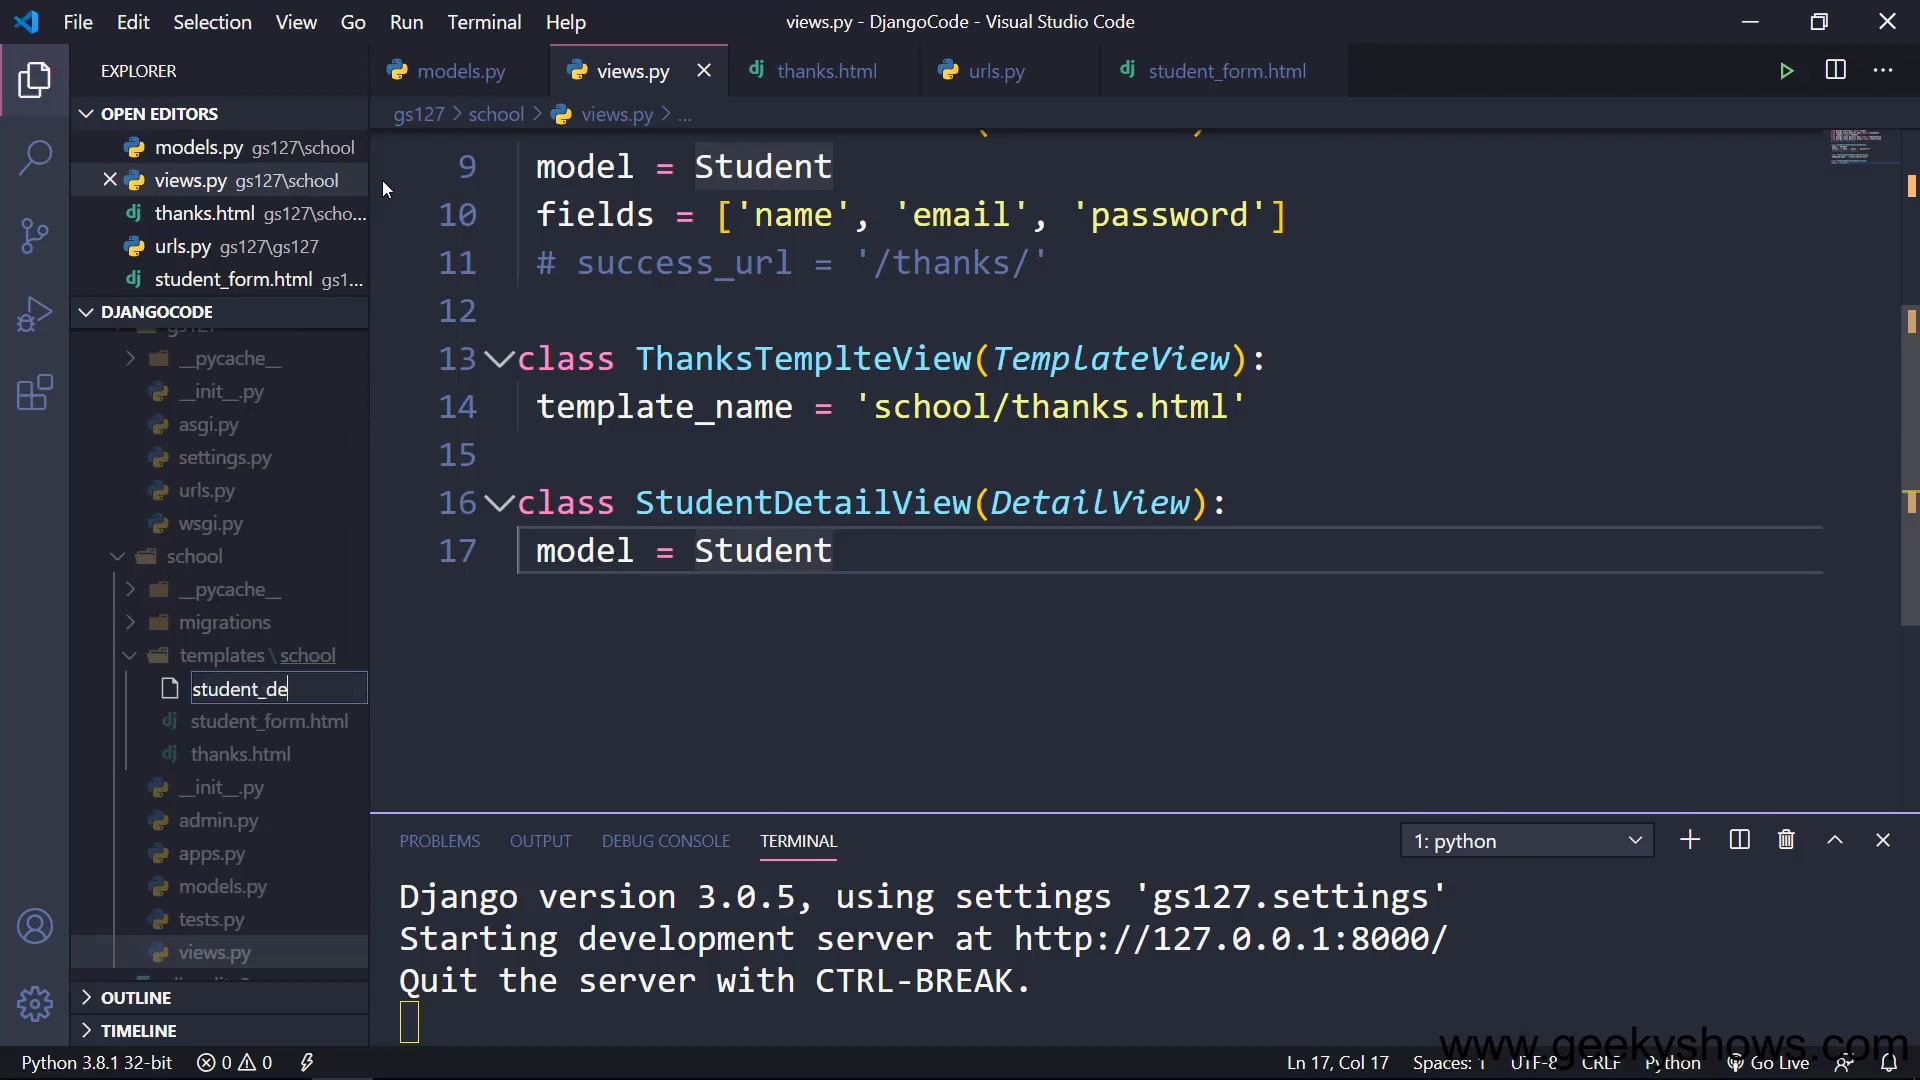 File Edit Selection View Go Run Terminal Help
views.py - DjangoCode - Visual Studio Code
EXPLORER
models.py
views.py
thanks.html
urls.py
student_form.html
OPEN EDITORS
gs127 > school > views.py > ...
models.py gs127\school
views.py gs127\school
thanks.html gs127\scho...
urls.py gs127\gs127
student_form.html gs1...
DJANGOCODE
gs127
__pycache__
__init__.py
asgi.py
settings.py
urls.py
wsgi.py
school
__pycache__
migrations
templates\school
student_de
student_form.html
thanks.html
__init__.py
admin.py
apps.py
models.py
tests.py
views.py
OUTLINE
TIMELINE
9 model = Student
10 fields = ['name', 'email', 'password']
11 # success_url = '/thanks/'
12
13 class ThanksTemplteView(TemplateView):
14 template_name = 'school/thanks.html'
15
16 class StudentDetailView(DetailView):
17 model = Student
PROBLEMS OUTPUT DEBUG CONSOLE TERMINAL
1: python
Django version 3.0.5, using settings 'gs127.settings'
Starting development server at http://127.0.0.1:8000/
Quit the server with CTRL-BREAK.
www.geekyshows.com
Python 3.8.1 32-bit 0 0 Ln 17, Col 17 Spaces: 1 UTF-8 CRLF Python Go Live